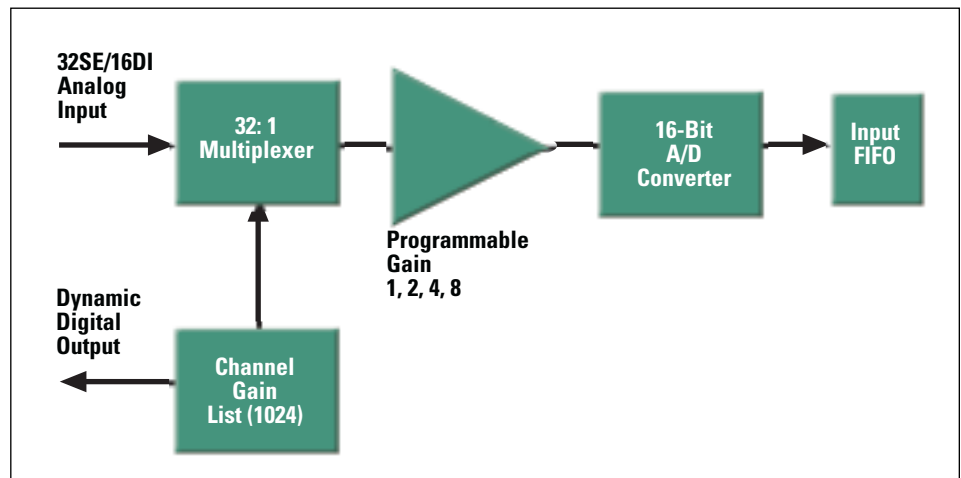 32SE/16DI
Analog
Input
32: 1
Multiplexer
16-Bit
A/D
Converter
Input
FIFO
Programmable
Gain
1, 2, 4, 8
Dynamic
Digital
Output
Channel
Gain
List (1024)